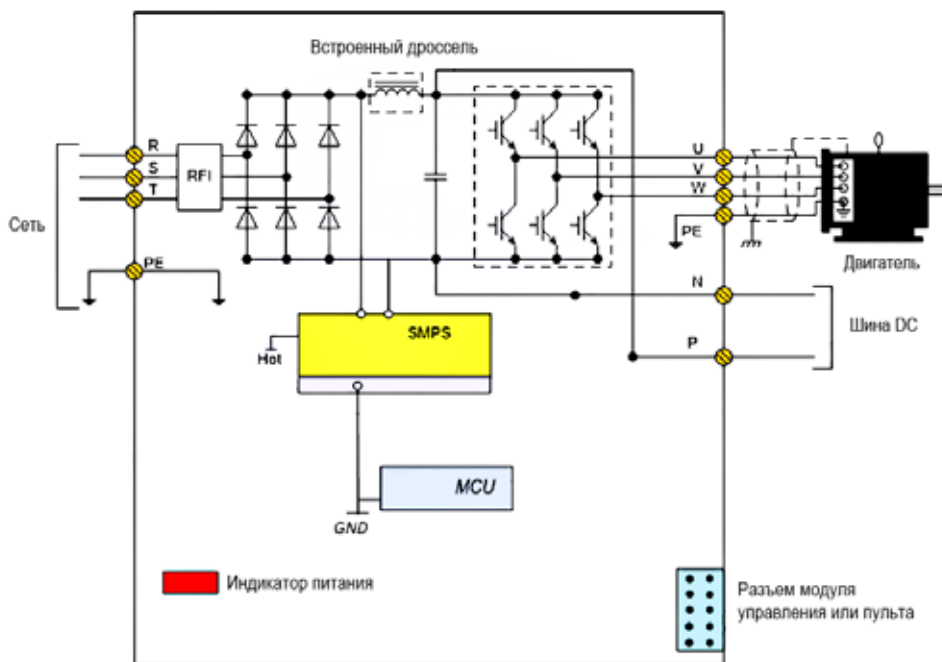 Встроенный дроссель
R
S
T
RFI
Сеть
PE
U
V
W
PE
Двигатель
N
Шина DC
P
SMPS
Hot
MCU
GND
Индикатор питания
Разъем модуля
управления или пульта